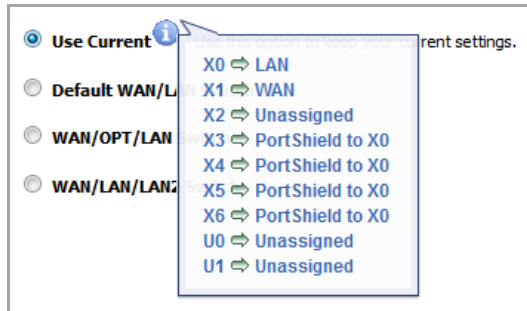 Use Current - Use this option to keep your current settings.
Default WAN/LAN
WAN/OPT/LAN
WAN/LAN/LAN2
X0 ⇨ LAN
X1 ⇨ WAN
X2 ⇨ Unassigned
X3 ⇨ PortShield to X0
X4 ⇨ PortShield to X0
X5 ⇨ PortShield to X0
X6 ⇨ PortShield to X0
U0 ⇨ Unassigned
U1 ⇨ Unassigned